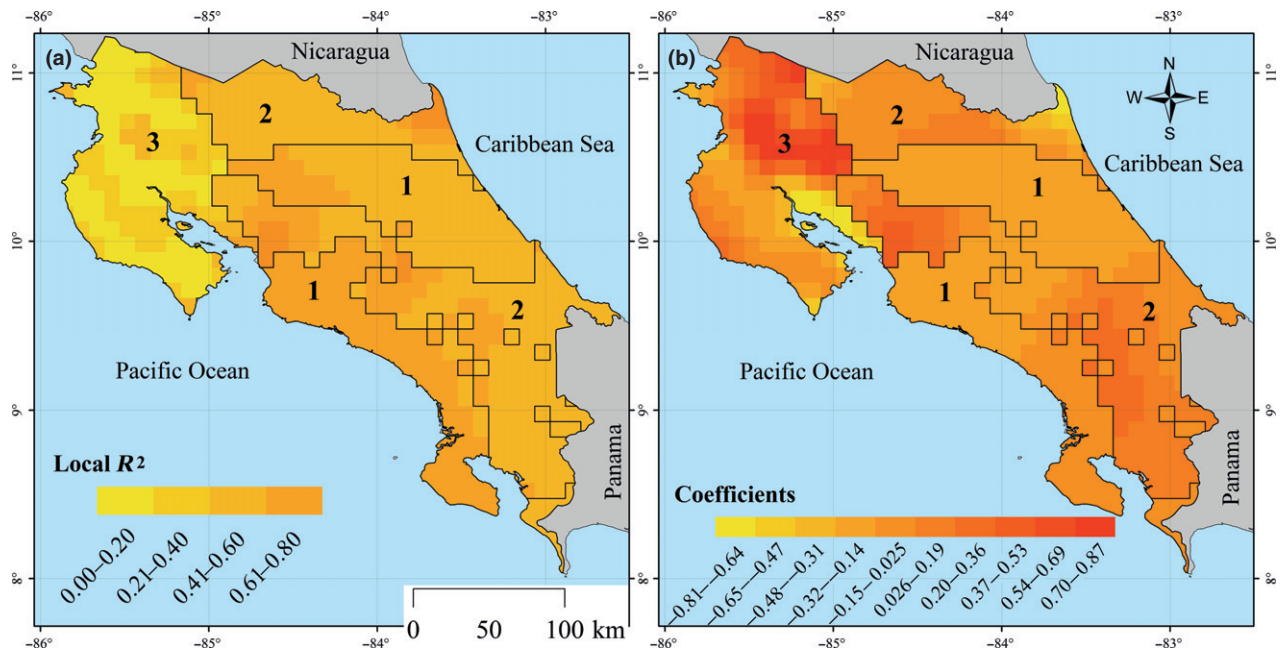 −86° −85° −84° −83°
(a)
Nicaragua
11°
2
3
Caribbean Sea
1
10°
1
2
Pacific Ocean
9°
Local R²
Panama
0.00–0.20
0.21–0.40
0.41–0.60
0.61–0.80
8°
0 50 100 km
−86° −85° −84°
−86° −85° −84° −83°
(b)
Nicaragua
N
W E
S
2
3
Caribbean Sea
1
1
2
Pacific Ocean
Panama
Coefficients
−0.81–−0.64
−0.65–−0.47
−0.48–−0.31
−0.32–−0.14
−0.15–−0.025
0.026–0.19
0.20–0.36
0.37–0.53
0.54–0.69
0.70–0.87
−86° −85° −84° −83°